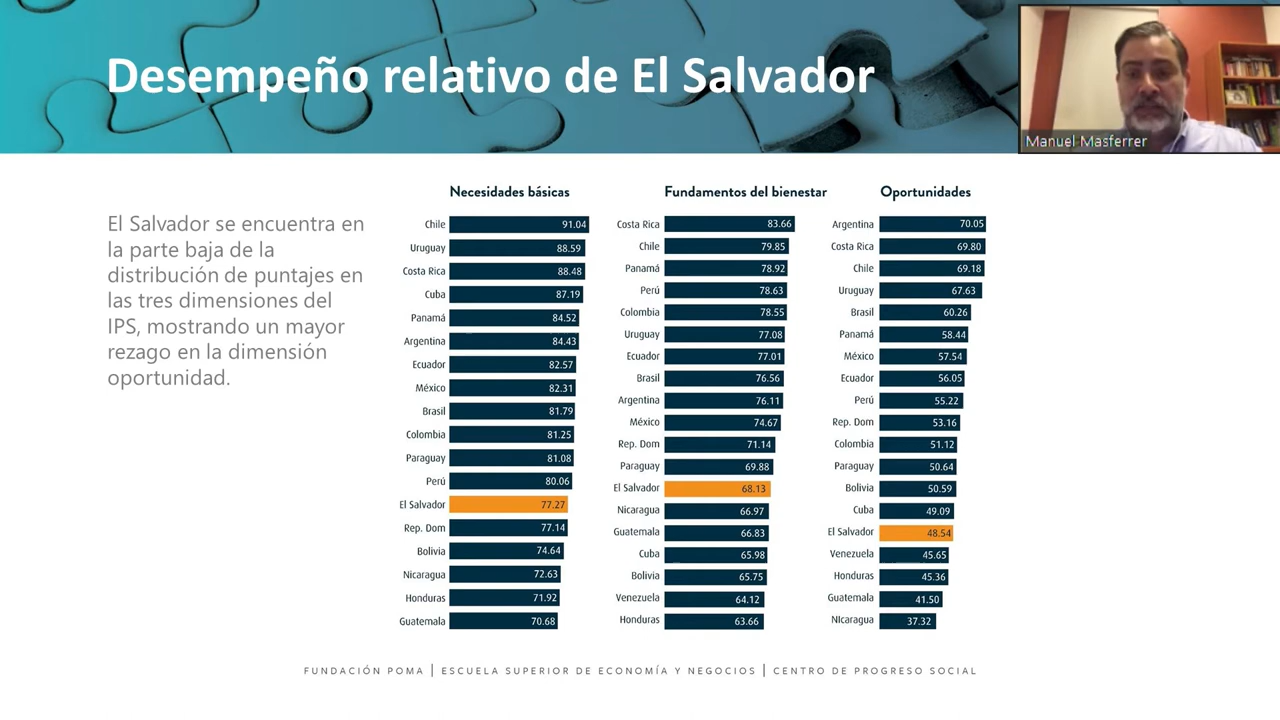 Desempeño relativo de El Salvador
Manuel Masferrer
El Salvador se encuentra en
la parte baja de la
distribución de puntajes en
las tres dimensiones del
IPS, mostrando un mayor
rezago en la dimensión
oportunidad.
Necesidades básicas
Chile 91.04
Uruguay 88.59
Costa Rica 88.48
Cuba 87.19
Panamá 84.52
Argentina 84.43
Ecuador 82.57
México 82.31
Brasil 81.79
Colombia 81.25
Paraguay 81.08
Perú 80.06
El Salvador 77.27
Rep. Dom 77.14
Bolivia 74.64
Nicaragua 72.63
Honduras 71.92
Guatemala 70.68
Fundamentos del bienestar
Costa Rica 83.66
Chile 79.85
Panamá 78.92
Perú 78.63
Colombia 78.55
Uruguay 77.08
Ecuador 77.01
Brasil 76.56
Argentina 76.11
México 74.67
Rep. Dom 71.14
Paraguay 69.88
El Salvador 68.13
Nicaragua 66.97
Guatemala 66.83
Cuba 65.98
Bolivia 65.75
Venezuela 64.12
Honduras 63.66
Oportunidades
Argentina 70.05
Costa Rica 69.80
Chile 69.18
Uruguay 67.63
Brasil 60.26
Panamá 58.44
México 57.54
Ecuador 56.05
Perú 55.22
Rep. Dom 53.16
Colombia 51.12
Paraguay 50.64
Bolivia 50.59
Cuba 49.09
El Salvador 48.54
Venezuela 45.65
Honduras 45.36
Guatemala 41.50
NIcaragua 37.32
FUNDACIÓN POMA | ESCUELA SUPERIOR DE ECONOMÍA Y NEGOCIOS | CENTRO DE PROGRESO SOCIAL